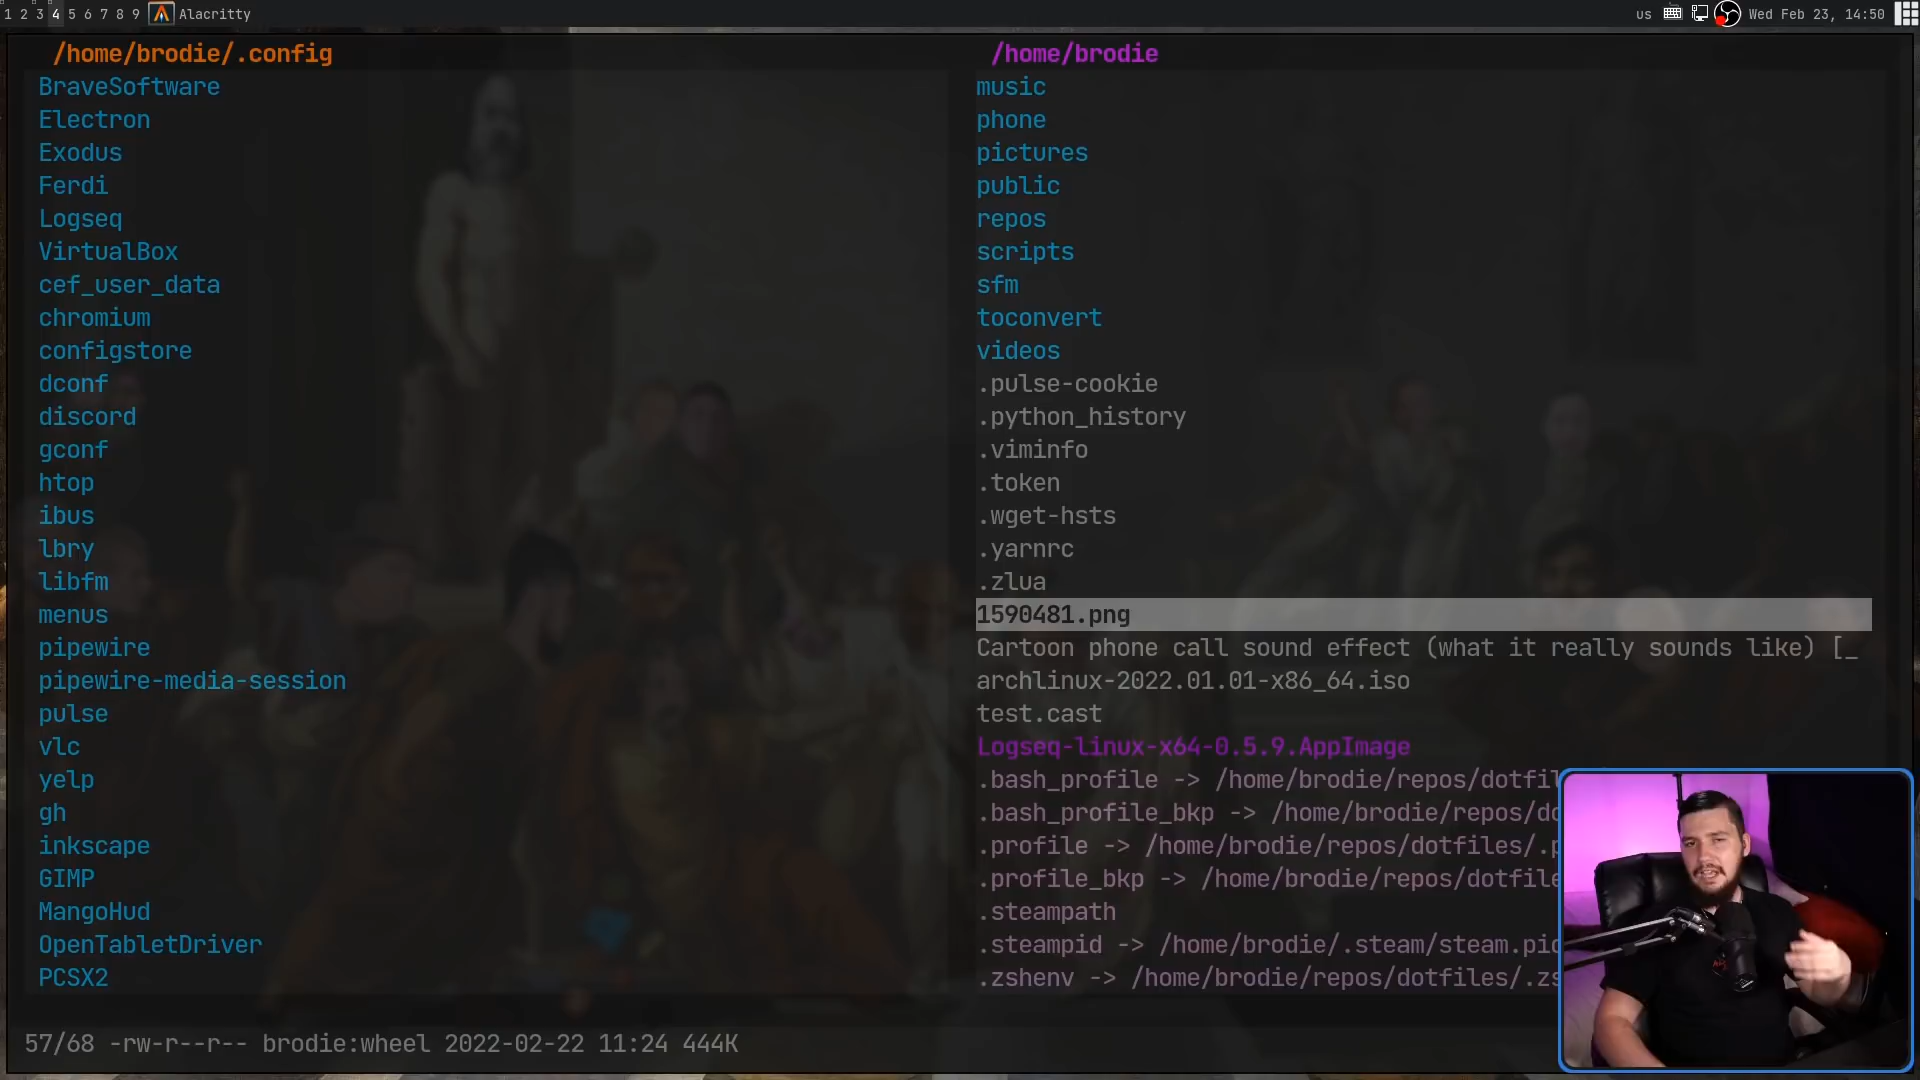 1 2 3 4 5 6 7 8 9 Alacritty us Wed Feb 23, 14:50
/home/brodie/.config
BraveSoftware
Electron
Exodus
Ferdi
Logseq
VirtualBox
cef_user_data
chromium
configstore
dconf
discord
gconf
htop
ibus
lbry
libfm
menus
pipewire
pipewire-media-session
pulse
vlc
yelp
gh
inkscape
GIMP
MangoHud
OpenTabletDriver
PCSX2
/home/brodie
music
phone
pictures
public
repos
scripts
sfm
toconvert
videos
.pulse-cookie
.python_history
.viminfo
.token
.wget-hsts
.yarnrc
.zlua
1590481.png
Cartoon phone call sound effect (what it really sounds like) [_
archlinux-2022.01.01-x86_64.iso
test.cast
Logseq-linux-x64-0.5.9.AppImage
.bash_profile -> /home/brodie/repos/dotfil
.bash_profile_bkp -> /home/brodie/repos/do
.profile -> /home/brodie/repos/dotfiles/.p
.profile_bkp -> /home/brodie/repos/dotfile
.steampath
.steampid -> /home/brodie/.steam/steam.pid
.zshenv -> /home/brodie/repos/dotfiles/.zs
57/68 -rw-r--r-- brodie:wheel 2022-02-22 11:24 444K